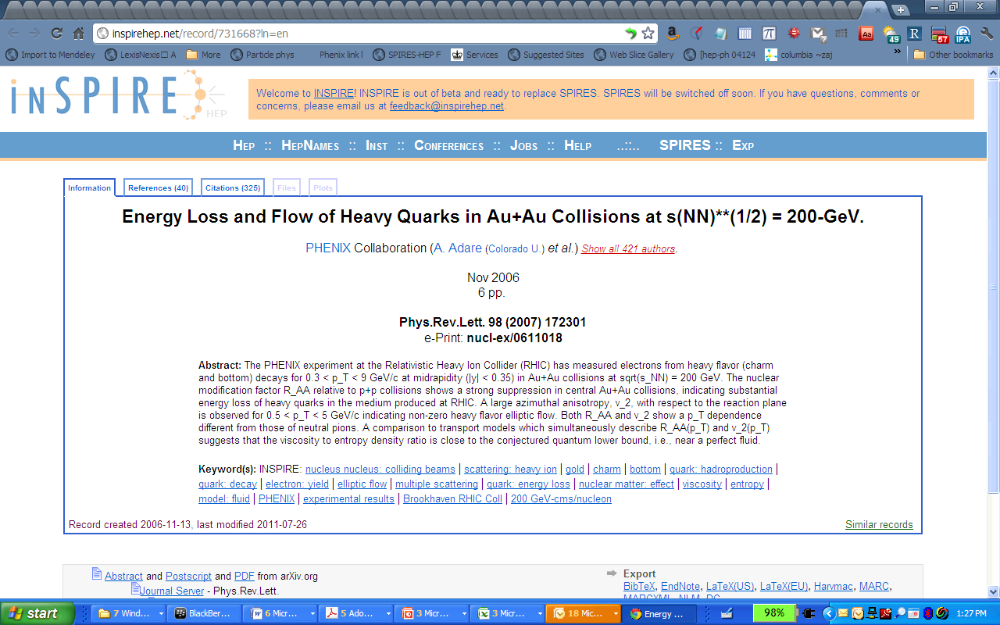 inspirehep.net/record/731668?ln=en
Aa
49
R
57
IPA
Import to Mendeley
LexisNexis□ A
More
Particle phys
Phenix link l
SPIRES-HEP F
Services
Suggested Sites
Web Slice Gallery
[hep-ph 04124
columbia ~zaj
»
Other bookmarks
inSPIRE
HEP
Welcome to INSPIRE! INSPIRE is out of beta and ready to replace SPIRES. SPIRES will be switched off soon. If you have questions, comments or
concerns, please email us at feedback@inspirehep.net.
Hep :: HepNames :: Inst :: Conferences :: Jobs :: Help ..::.. SPIRES :: Exp
Information
References (40)
Citations (325)
Files
Plots
Energy Loss and Flow of Heavy Quarks in Au+Au Collisions at s(NN)**(1/2) = 200-GeV.
PHENIX Collaboration (A. Adare (Colorado U.) et al.) Show all 421 authors.
Nov 2006
6 pp.
Phys.Rev.Lett. 98 (2007) 172301
e-Print: nucl-ex/0611018
Abstract: The PHENIX experiment at the Relativistic Heavy Ion Collider (RHIC) has measured electrons from heavy flavor (charm
and bottom) decays for 0.3 < p_T < 9 GeV/c at midrapidity (|y| < 0.35) in Au+Au collisions at sqrt(s_NN) = 200 GeV. The nuclear
modification factor R_AA relative to p+p collisions shows a strong suppression in central Au+Au collisions, indicating substantial
energy loss of heavy quarks in the medium produced at RHIC. A large azimuthal anisotropy, v_2, with respect to the reaction plane
is observed for 0.5 < p_T < 5 GeV/c indicating non-zero heavy flavor elliptic flow. Both R_AA and v_2 show a p_T dependence
different from those of neutral pions. A comparison to transport models which simultaneously describe R_AA(p_T) and v_2(p_T)
suggests that the viscosity to entropy density ratio is close to the conjectured quantum lower bound, i.e., near a perfect fluid.
Keyword(s): INSPIRE: nucleus nucleus: colliding beams | scattering: heavy ion | gold | charm | bottom | quark: hadroproduction |
quark: decay | electron: yield | elliptic flow | multiple scattering | quark: energy loss | nuclear matter: effect | viscosity | entropy |
model: fluid | PHENIX | experimental results | Brookhaven RHIC Coll | 200 GeV-cms/nucleon
Record created 2006-11-13, last modified 2011-07-26
Similar records
Abstract and Postscript and PDF from arXiv.org
Journal Server - Phys.Rev.Lett.
Export
BibTeX, EndNote, LaTeX(US), LaTeX(EU), Harvmac, MARC,
MARCXML, NLM, DC
start
7 Wind...
BlackBer...
6 Micr...
5 Ado...
3 Micr...
3 Micr...
18 Mic...
Energy ...
98%
1:27 PM